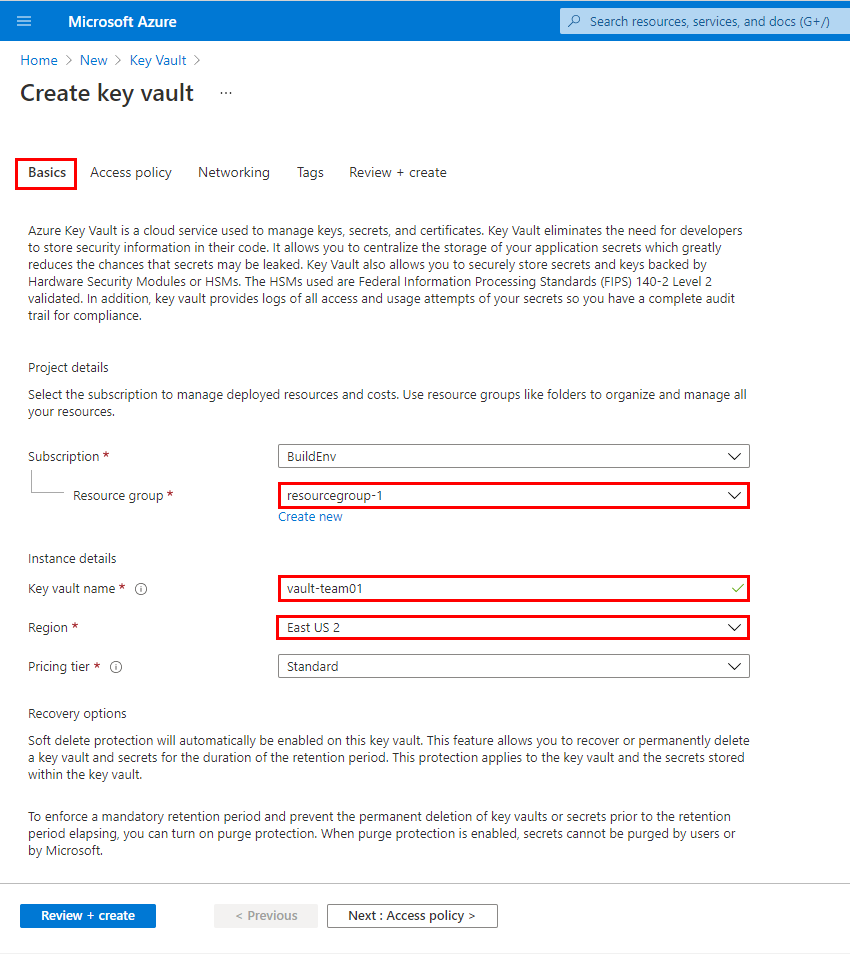 Microsoft Azure
Search resources, services, and docs (G+/)
Home > New > Key Vault >
Create key vault ...
Basics Access policy Networking Tags Review + create
Azure Key Vault is a cloud service used to manage keys, secrets, and certificates. Key Vault eliminates the need for developers
to store security information in their code. It allows you to centralize the storage of your application secrets which greatly
reduces the chances that secrets may be leaked. Key Vault also allows you to securely store secrets and keys backed by
Hardware Security Modules or HSMs. The HSMs used are Federal Information Processing Standards (FIPS) 140-2 Level 2
validated. In addition, key vault provides logs of all access and usage attempts of your secrets so you have a complete audit
trail for compliance.
Project details
Select the subscription to manage deployed resources and costs. Use resource groups like folders to organize and manage all
your resources.
Subscription * BuildEnv
Resource group * resourcegroup-1
Create new
Instance details
Key vault name * vault-team01
Region * East US 2
Pricing tier * Standard
Recovery options
Soft delete protection will automatically be enabled on this key vault. This feature allows you to recover or permanently delete
a key vault and secrets for the duration of the retention period. This protection applies to the key vault and the secrets stored
within the key vault.
To enforce a mandatory retention period and prevent the permanent deletion of key vaults or secrets prior to the retention
period elapsing, you can turn on purge protection. When purge protection is enabled, secrets cannot be purged by users or
by Microsoft.
Review + create < Previous Next : Access policy >